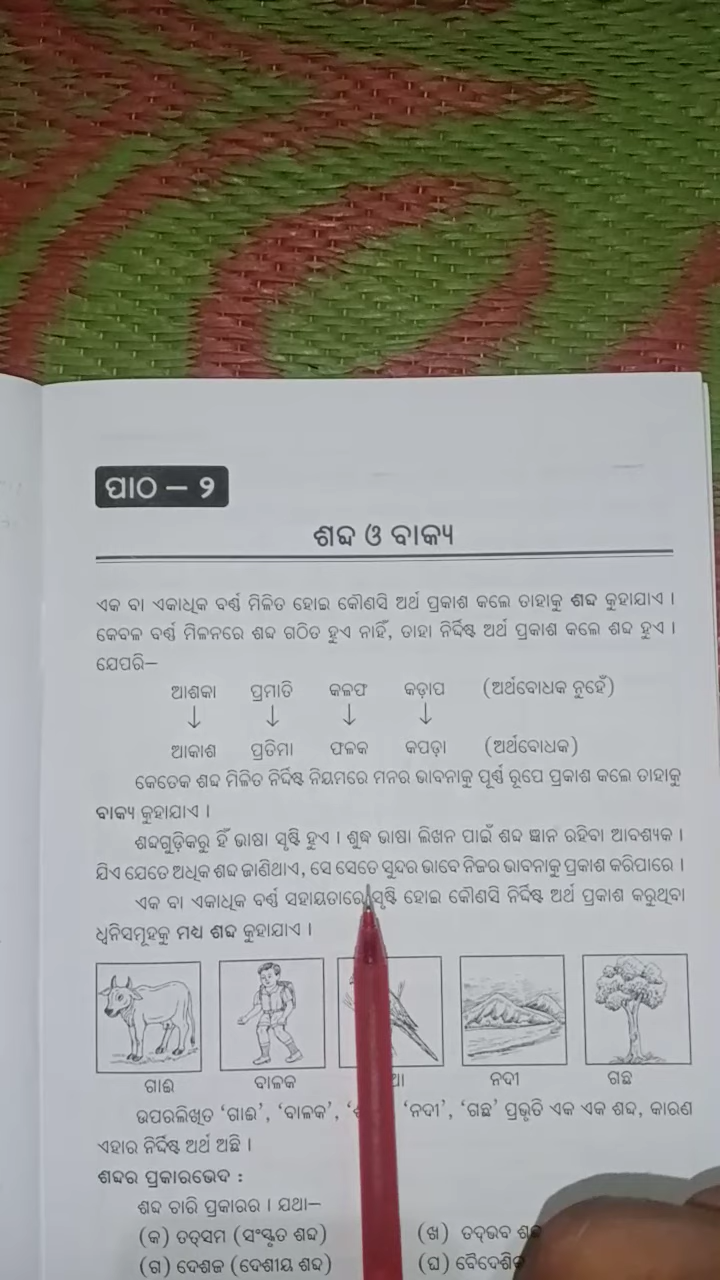 ପାଠ – ୨
ଶବ୍ଦ ଓ ବାକ୍ୟ
ଏକ ବା ଏକାଧିକ ବର୍ଣ୍ଣ ମିଳିତ ହୋଇ କୌଣସି ଅର୍ଥ ପ୍ରକାଶ କଲେ ତାହାକୁ ଶବ୍ଦ କୁହାଯାଏ ।
କେବଳ ବର୍ଣ୍ଣ ମିଳନରେ ଶବ୍ଦ ଗଠିତ ହୁଏ ନାହିଁ, ତାହା ନିର୍ଦ୍ଦିଷ୍ଟ ଅର୍ଥ ପ୍ରକାଶ କଲେ ଶବ୍ଦ ହୁଏ ।
ଯେପରି–
ଆଶକା ପ୍ରମାତି କଳଫ କଡ଼ାପ (ଅର୍ଥବୋଧକ ନୁହେଁ)
↓ ↓ ↓ ↓
ଆକାଶ ପ୍ରତିମା ଫଳକ କପଡ଼ା (ଅର୍ଥବୋଧକ)
କେତେକ ଶବ୍ଦ ମିଳିତ ନିର୍ଦ୍ଦିଷ୍ଟ ନିୟମରେ ମନର ଭାବନାକୁ ପୂର୍ଣ୍ଣ ରୂପେ ପ୍ରକାଶ କଲେ ତାହାକୁ
ବାକ୍ୟ କୁହାଯାଏ ।
ଶବ୍ଦଗୁଡ଼ିକରୁ ହିଁ ଭାଷା ସୃଷ୍ଟି ହୁଏ । ଶୁଦ୍ଧ ଭାଷା ଲିଖନ ପାଇଁ ଶବ୍ଦ ଜ୍ଞାନ ରହିବା ଆବଶ୍ୟକ ।
ଯିଏ ଯେତେ ଅଧିକ ଶବ୍ଦ ଜାଣିଥାଏ, ସେ ସେତେ ସୁନ୍ଦର ଭାବେ ନିଜର ଭାବନାକୁ ପ୍ରକାଶ କରିପାରେ ।
ଏକ ବା ଏକାଧିକ ବର୍ଣ୍ଣ ସହାୟତାରେ ସୃଷ୍ଟି ହୋଇ କୌଣସି ନିର୍ଦ୍ଦିଷ୍ଟ ଅର୍ଥ ପ୍ରକାଶ କରୁଥିବା
ଧ୍ୱନିସମୂହକୁ ମଧ୍ୟ ଶବ୍ଦ କୁହାଯାଏ ।
ଗାଈ ବାଳକ ନଦୀ ଗଛ
ଉପରଲିଖିତ ‘ଗାଈ’, ‘ବାଳକ’, ‘ନଦୀ’, ‘ଗଛ’ ପ୍ରଭୃତି ଏକ ଏକ ଶବ୍ଦ, କାରଣ
ଏହାର ନିର୍ଦ୍ଦିଷ୍ଟ ଅର୍ଥ ଅଛି ।
ଶବ୍ଦର ପ୍ରକାରଭେଦ :
ଶବ୍ଦ ଚାରି ପ୍ରକାରର । ଯଥା–
(କ) ତତ୍‌ସମ (ସଂସ୍କୃତ ଶବ୍ଦ) (ଖ) ତଦ୍‌ଭବ
(ଗ) ଦେଶଜ (ଦେଶୀୟ ଶବ୍ଦ) (ଘ) ବୈଦେଶିକ